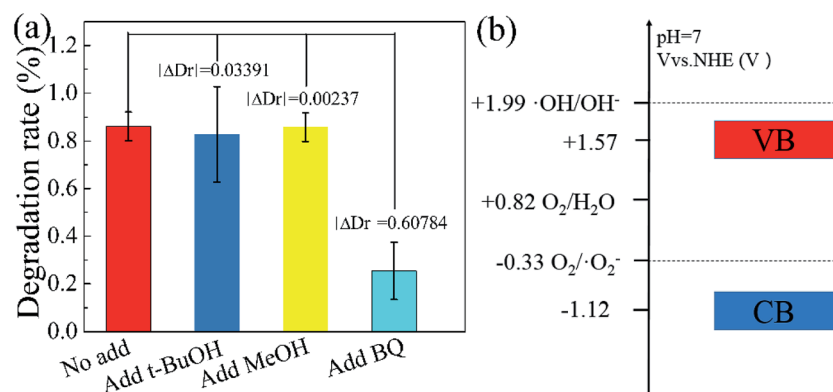 (a)
Degradation rate (%)
1.2
1.0
0.8
0.6
0.4
0.2
0.0
|ΔDr|=0.03391
|ΔDr|=0.00237
|ΔDr =0.60784
No add
Add t-BuOH
Add MeOH
Add BQ
(b)
pH=7
Vvs.NHE (V )
+1.99 ·OH/OH-
+1.57
VB
+0.82 O₂/H₂O
-0.33 O₂/·O₂-
-1.12
CB